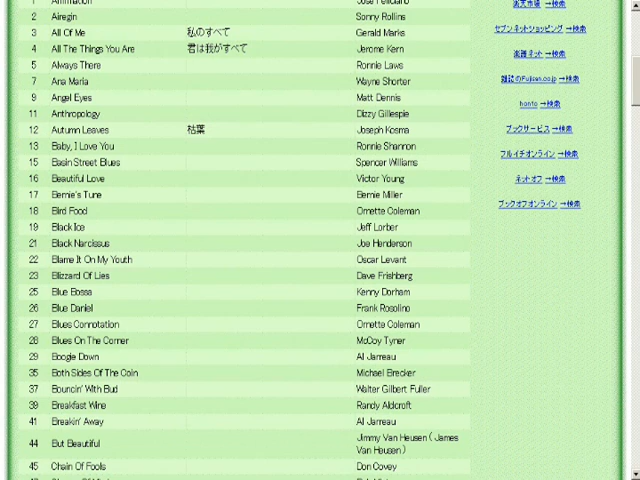 Animation Jose Feliciano
2 Airegin Sonny Rollins
3 All Of Me 私のすべて Gerald Marks
4 All The Things You Are 君は我がすべて Jerome Kern
5 Always There Ronnie Laws
7 Ana Maria Wayne Shorter
9 Angel Eyes Matt Dennis
11 Anthropology Dizzy Gillespie
12 Autumn Leaves 枯葉 Joseph Kosma
13 Baby, I Love You Ronnie Shannon
15 Basin Street Blues Spencer Williams
16 Beautiful Love Victor Young
17 Bernie's Tune Bernie Miller
18 Bird Food Ornette Coleman
19 Black Ice Jeff Lorber
21 Black Narcissus Joe Henderson
22 Blame It On My Youth Oscar Levant
23 Blizzard Of Lies Dave Frishberg
25 Blue Bossa Kenny Dorham
26 Blue Daniel Frank Rosolino
27 Blues Connotation Ornette Coleman
28 Blues On The Corner McCoy Tyner
29 Boogie Down Al Jarreau
35 Both Sides Of The Coin Michael Brecker
37 Bouncin' With Bud Walter Gilbert Fuller
39 Breakfast Wine Randy Aldcroft
41 Breakin' Away Al Jarreau
44 But Beautiful Jimmy Van Heusen ( James
Van Heusen )
45 Chain Of Fools Don Covey
楽天市場 →検索
セブンネットショッピング →検索
楽譜ネット →検索
雑誌のFujisan.co.jp →検索
honto →検索
ブックサービス →検索
フルイチオンライン →検索
ネットオフ →検索
ブックオフオンライン →検索